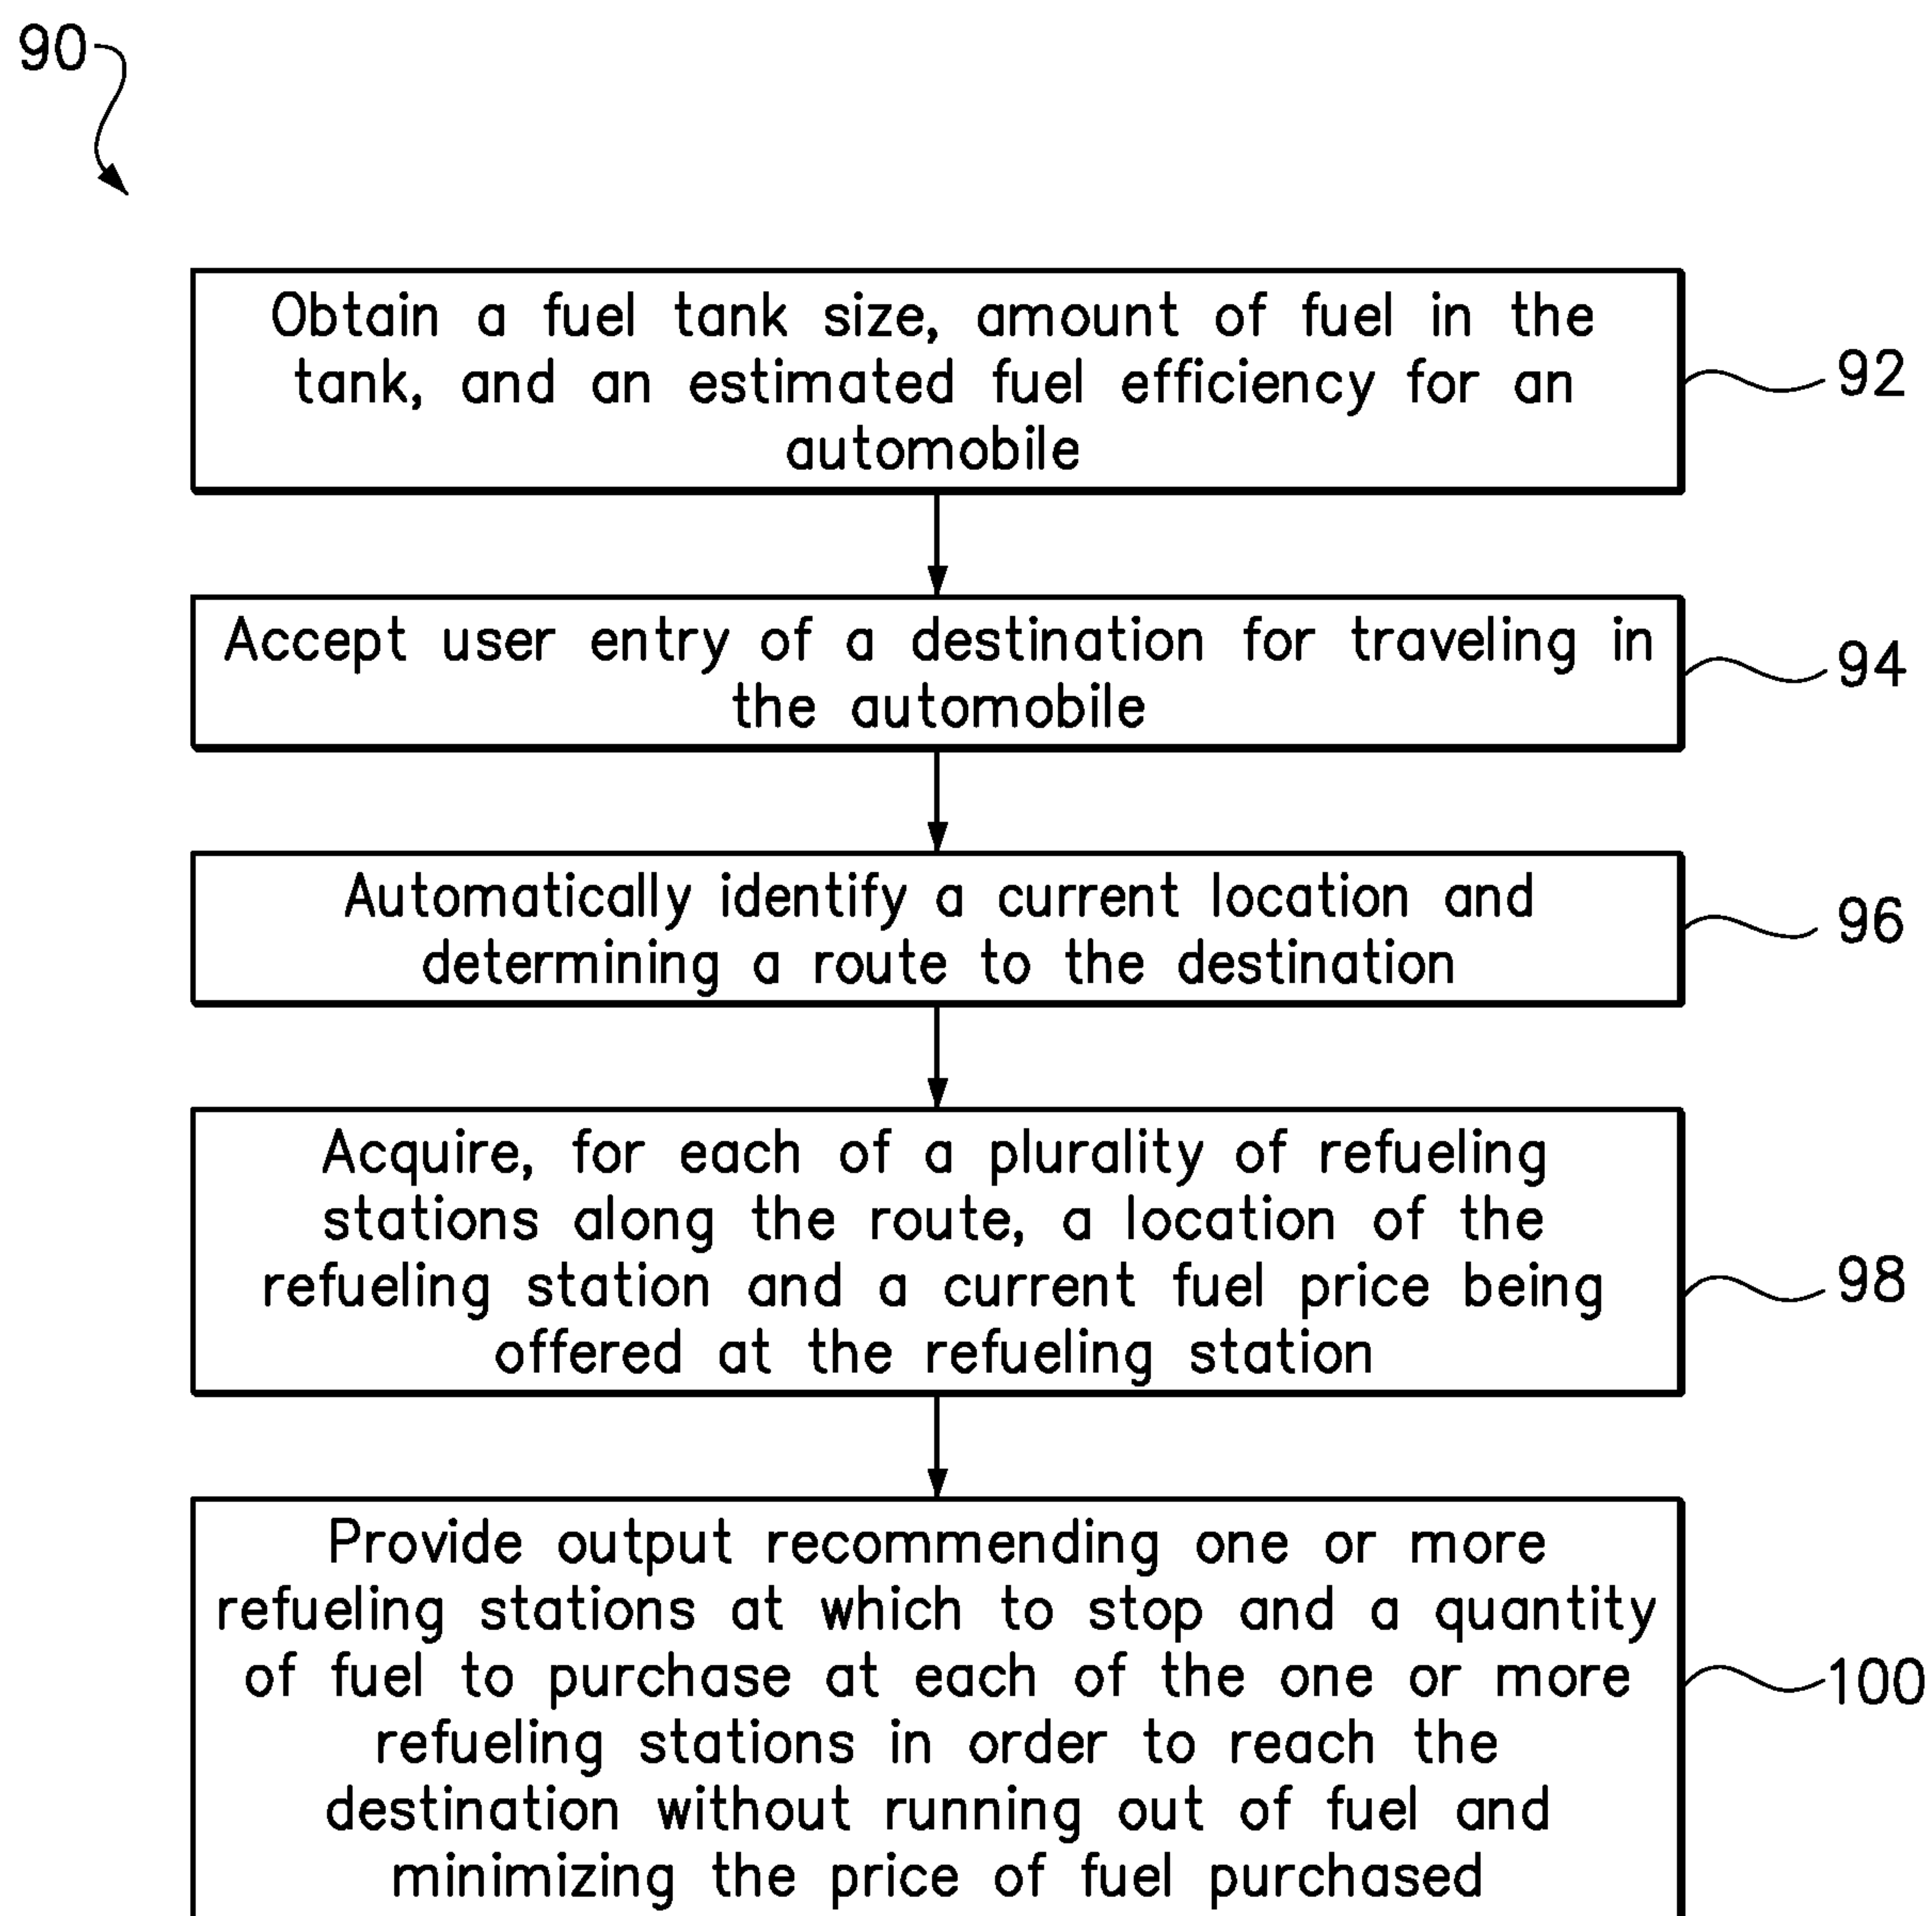 90
Obtain a fuel tank size, amount of fuel in the
tank, and an estimated fuel efficiency for an
automobile
92
Accept user entry of a destination for traveling in
the automobile
94
Automatically identify a current location and
determining a route to the destination
96
Acquire, for each of a plurality of refueling
stations along the route, a location of the
refueling station and a current fuel price being
offered at the refueling station
98
Provide output recommending one or more
refueling stations at which to stop and a quantity
of fuel to purchase at each of the one or more
refueling stations in order to reach the
destination without running out of fuel and
minimizing the price of fuel purchased
100